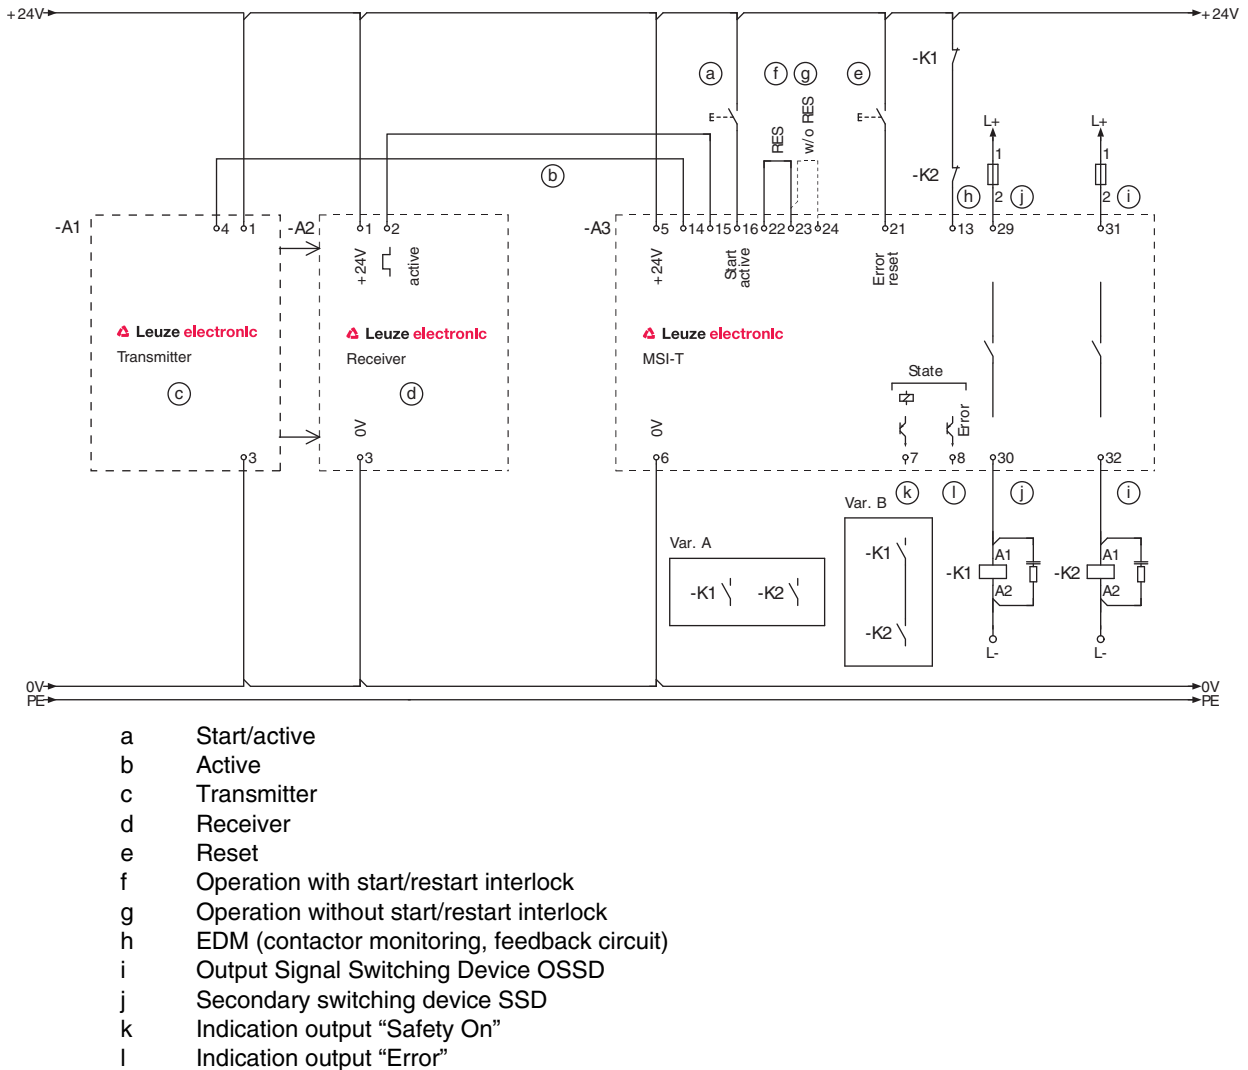 +24V +24V
-K1
a f g e
RES w/o RES
L+ L+
1 1
b -K2 h 2 j 2 i
-A1 4 1 -A2 1 2 -A3 5 14 15 16 22 23 24 21 13 29 31
+24V active +24V Start active Error reset
Leuze electronic Leuze electronic Leuze electronic
Transmitter Receiver MSI-T
State
c d
0V 0V Error
3 3 6 7 8 30 32
k l j i
Var. A Var. B
-K1 -K2
-K1
-K2
-K1 A1 A2 -K2 A1 A2
L- L-
0V 0V
PE PE
a Start/active
b Active
c Transmitter
d Receiver
e Reset
f Operation with start/restart interlock
g Operation without start/restart interlock
h EDM (contactor monitoring, feedback circuit)
i Output Signal Switching Device OSSD
j Secondary switching device SSD
k Indication output “Safety On”
l Indication output “Error”